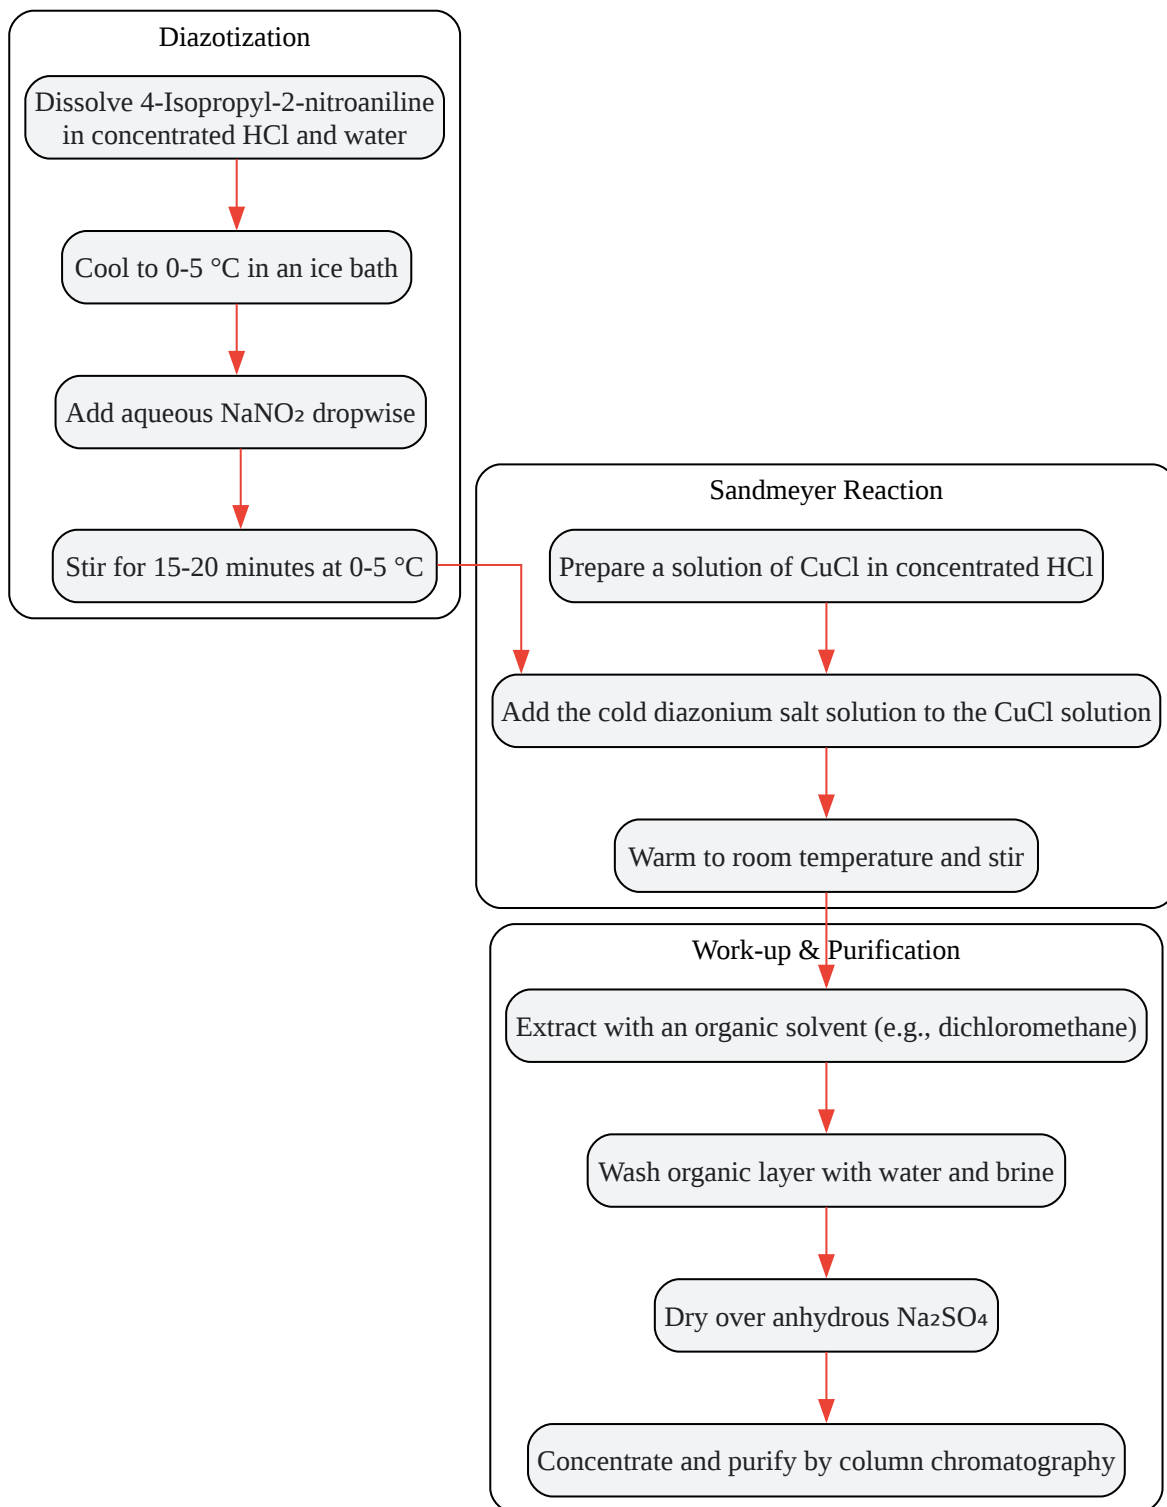 Diazotization
Dissolve 4-Isopropyl-2-nitroaniline
in concentrated HCl and water
Cool to 0-5 °C in an ice bath
Add aqueous NaNO₂ dropwise
Stir for 15-20 minutes at 0-5 °C
Sandmeyer Reaction
Prepare a solution of CuCl in concentrated HCl
Add the cold diazonium salt solution to the CuCl solution
Warm to room temperature and stir
Work-up & Purification
Extract with an organic solvent (e.g., dichloromethane)
Wash organic layer with water and brine
Dry over anhydrous Na₂SO₄
Concentrate and purify by column chromatography